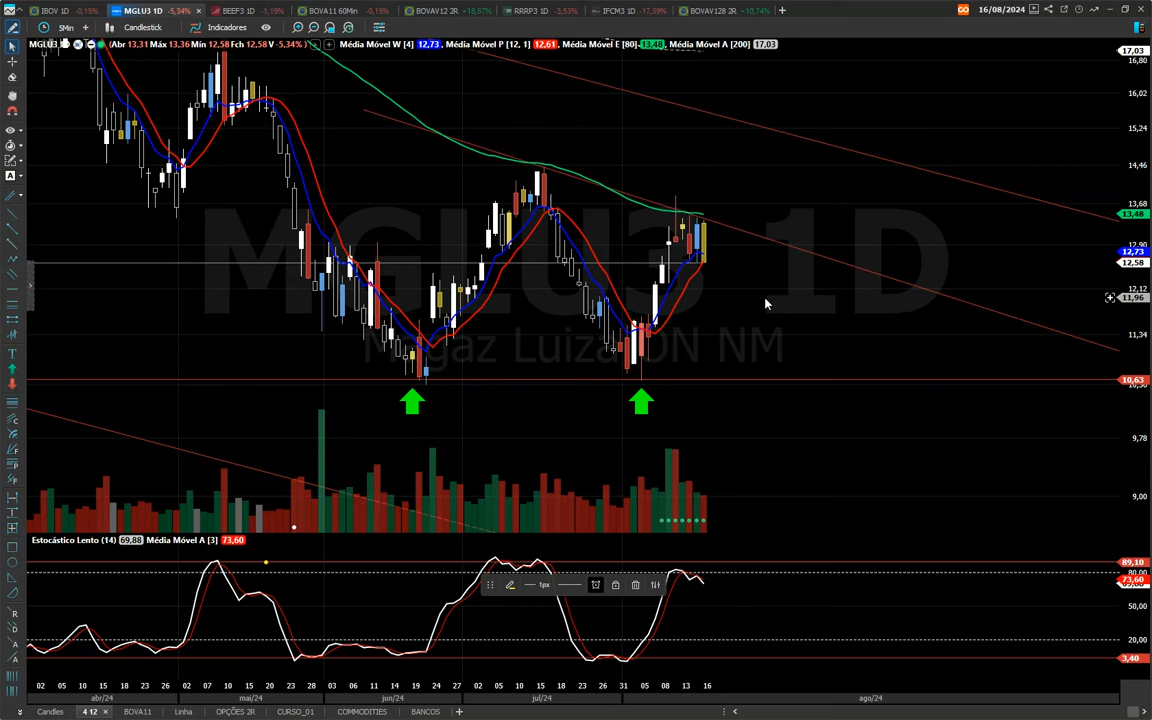 IBOV 1D -0,15%
MGLU3 1D -5,34% ×
BEEF3 1D -1,19%
BOVA11 60Min -0,15%
BOVAV12 2R +18,87%
RRRP3 1D -3,53%
IFCM3 1D -17,39%
BOVAV128 2R +10,74%
16/08/2024
5Min
Candlestick
Indicadores
MGLU3,1D (Abr 13,31 Máx 13,36 Mín 12,58 Fch 12,58 V -5,34% ) Média Móvel W [4] 12,73, Média Móvel P [12, 1] 12,61, Média Móvel E [80] 13,48, Média Móvel A [200] 17,03
17,03
16,80
16,02
15,24
14,46
13,68
13,48
12,90
12,73
12,58
12,12
11,96
11,34
10,63
9,78
9,00
MGLU3 1D
Magaz Luiza ON NM
Estocástico Lento (14) 69,88 Média Móvel A [3] 73,60
89,10
80,00
73,60
50,00
20,00
3,40
1px
02 05 10 15 18 23 26 02 07 10 15 20 23 28 03 06 11 14 19 24 27 02 05 10 15 18 23 26 31 05 08 13 16
abr/24 mai/24 jun/24 jul/24 ago/24
Candles
4 12 ×
BOVA11
Linha
OPÇÕES 2R
CURSO_01
COMMODITIES
BANCOS